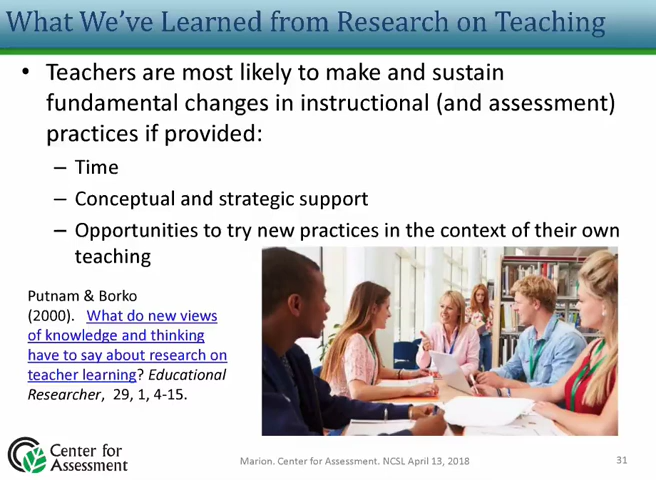 What We've Learned from Research on Teaching
• Teachers are most likely to make and sustain
fundamental changes in instructional (and assessment)
practices if provided:
– Time
– Conceptual and strategic support
– Opportunities to try new practices in the context of their own
teaching
Putnam & Borko
(2000). What do new views
of knowledge and thinking
have to say about research on
teacher learning? Educational
Researcher, 29, 1, 4-15.
Center for
Assessment
Marion. Center for Assessment. NCSL April 13, 2018
31